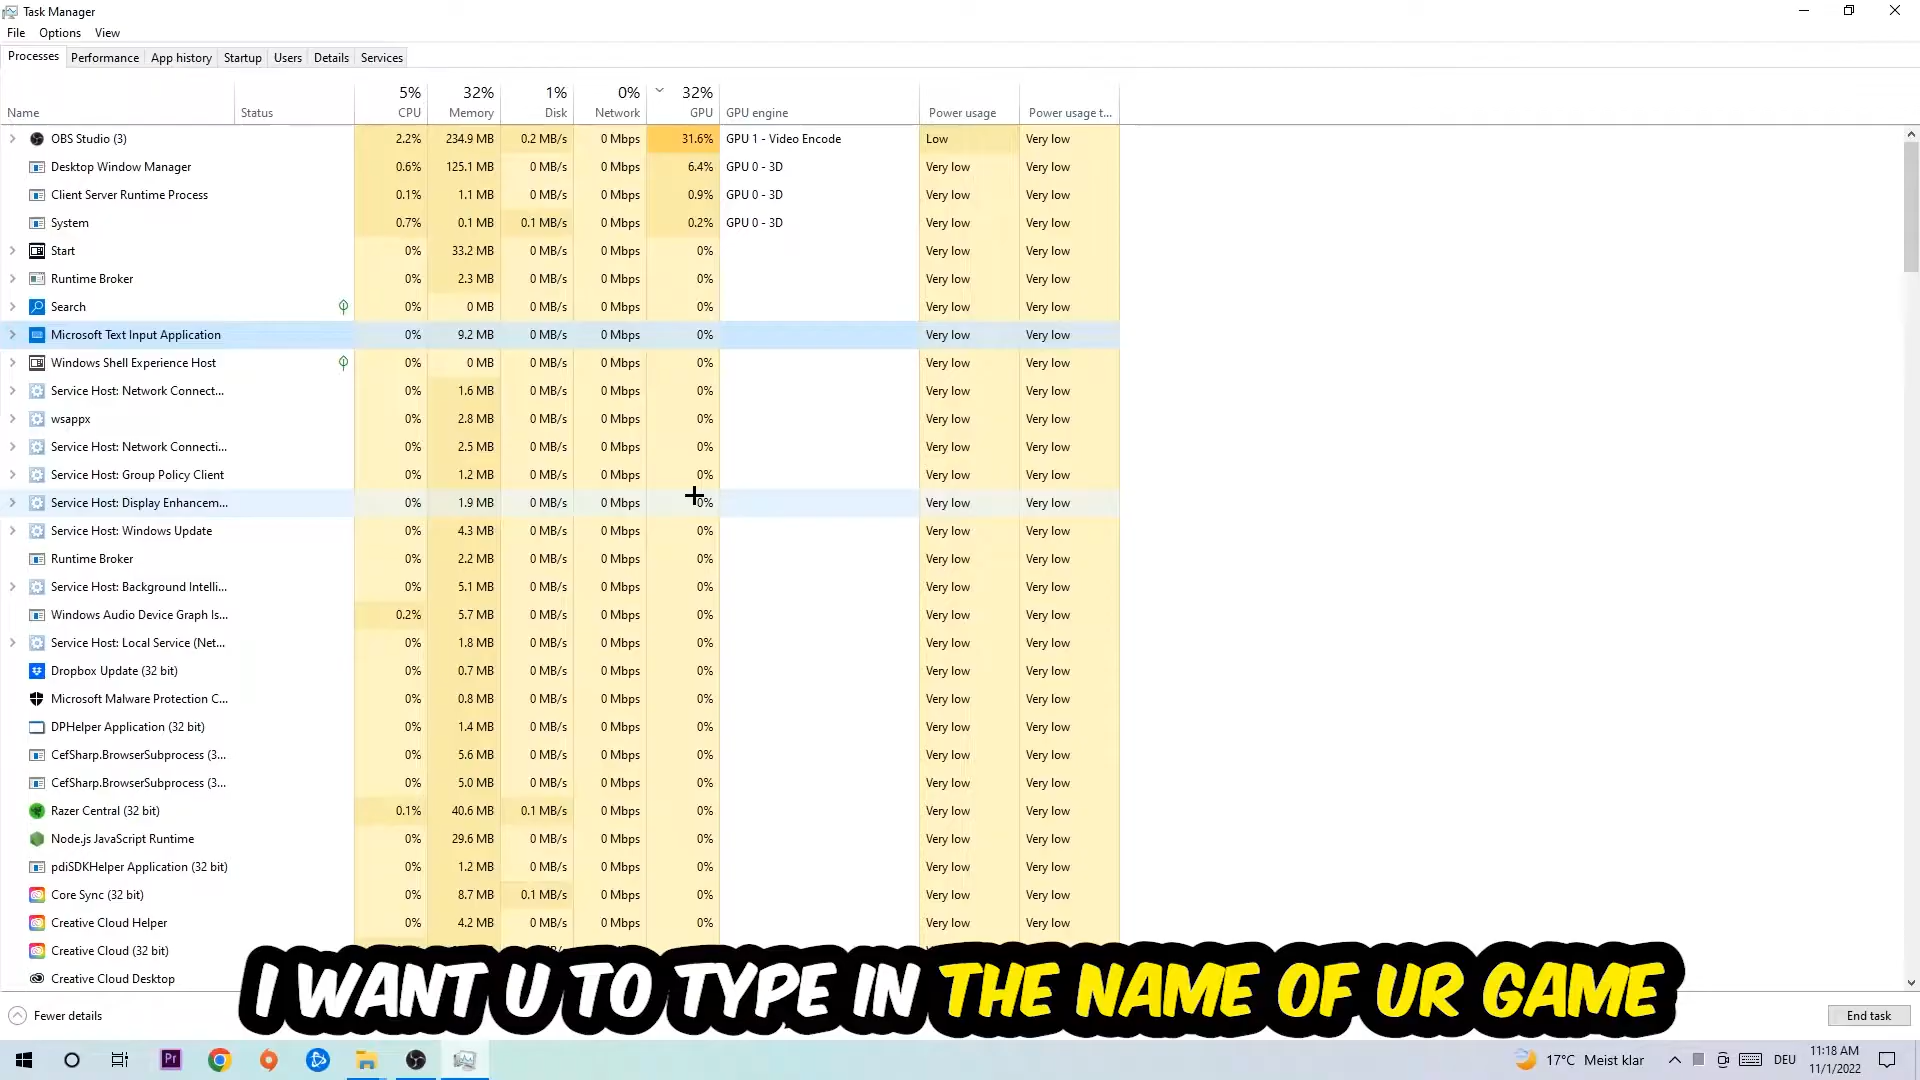 Task Manager
File Options View
Processes Performance App history Startup Users Details Services
5% 32% 1% 0% 32%
Name Status CPU Memory Disk Network GPU GPU engine Power usage Power usage t...
OBS Studio (3) 2.2% 234.9 MB 0.2 MB/s 0 Mbps 31.6% GPU 1 - Video Encode Low Very low
Desktop Window Manager 0.6% 125.1 MB 0 MB/s 0 Mbps 6.4% GPU 0 - 3D Very low Very low
Client Server Runtime Process 0.1% 1.1 MB 0 MB/s 0 Mbps 0.9% GPU 0 - 3D Very low Very low
System 0.7% 0.1 MB 0.1 MB/s 0 Mbps 0.2% GPU 0 - 3D Very low Very low
Start 0% 33.2 MB 0 MB/s 0 Mbps 0% Very low Very low
Runtime Broker 0% 2.3 MB 0 MB/s 0 Mbps 0% Very low Very low
Search 0% 0 MB 0 MB/s 0 Mbps 0% Very low Very low
Microsoft Text Input Application 0% 9.2 MB 0 MB/s 0 Mbps 0% Very low Very low
Windows Shell Experience Host 0% 0 MB 0 MB/s 0 Mbps 0% Very low Very low
Service Host: Network Connect... 0% 1.6 MB 0 MB/s 0 Mbps 0% Very low Very low
wsappx 0% 2.8 MB 0 MB/s 0 Mbps 0% Very low Very low
Service Host: Network Connecti... 0% 2.5 MB 0 MB/s 0 Mbps 0% Very low Very low
Service Host: Group Policy Client 0% 1.2 MB 0 MB/s 0 Mbps 0% Very low Very low
Service Host: Display Enhancem... 0% 1.9 MB 0 MB/s 0 Mbps 0% Very low Very low
Service Host: Windows Update 0% 4.3 MB 0 MB/s 0 Mbps 0% Very low Very low
Runtime Broker 0% 2.2 MB 0 MB/s 0 Mbps 0% Very low Very low
Service Host: Background Intelli... 0% 5.1 MB 0 MB/s 0 Mbps 0% Very low Very low
Windows Audio Device Graph Is... 0.2% 5.7 MB 0 MB/s 0 Mbps 0% Very low Very low
Service Host: Local Service (Net... 0% 1.8 MB 0 MB/s 0 Mbps 0% Very low Very low
Dropbox Update (32 bit) 0% 0.7 MB 0 MB/s 0 Mbps 0% Very low Very low
Microsoft Malware Protection C... 0% 0.8 MB 0 MB/s 0 Mbps 0% Very low Very low
DPHelper Application (32 bit) 0% 1.4 MB 0 MB/s 0 Mbps 0% Very low Very low
CefSharp.BrowserSubprocess (3... 0% 5.6 MB 0 MB/s 0 Mbps 0% Very low Very low
CefSharp.BrowserSubprocess (3... 0% 5.0 MB 0 MB/s 0 Mbps 0% Very low Very low
Razer Central (32 bit) 0.1% 40.6 MB 0.1 MB/s 0 Mbps 0% Very low Very low
Node.js JavaScript Runtime 0% 29.6 MB 0 MB/s 0 Mbps 0% Very low Very low
pdiSDKHelper Application (32 bit) 0% 1.2 MB 0 MB/s 0 Mbps 0% Very low Very low
Core Sync (32 bit) 0% 8.7 MB 0.1 MB/s 0 Mbps 0% Very low Very low
Creative Cloud Helper 0% 4.2 MB 0 MB/s 0 Mbps 0% Very low Very low
Creative Cloud (32 bit)
Creative Cloud Desktop
I WANT U TO TYPE IN THE NAME OF UR GAME
Fewer details End task
Pr 17°C Meist klar DEU 11:18 AM
11/1/2022